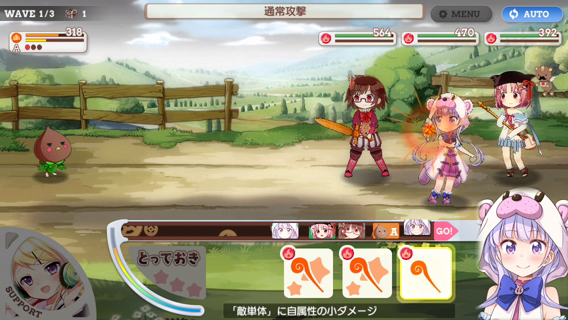 WAVE 1/3
1
通常攻撃
MENU
AUTO
318
A
564
470
392
A
GO!
とっておき
SUPPORT
「敵単体」に自属性の小ダメージ